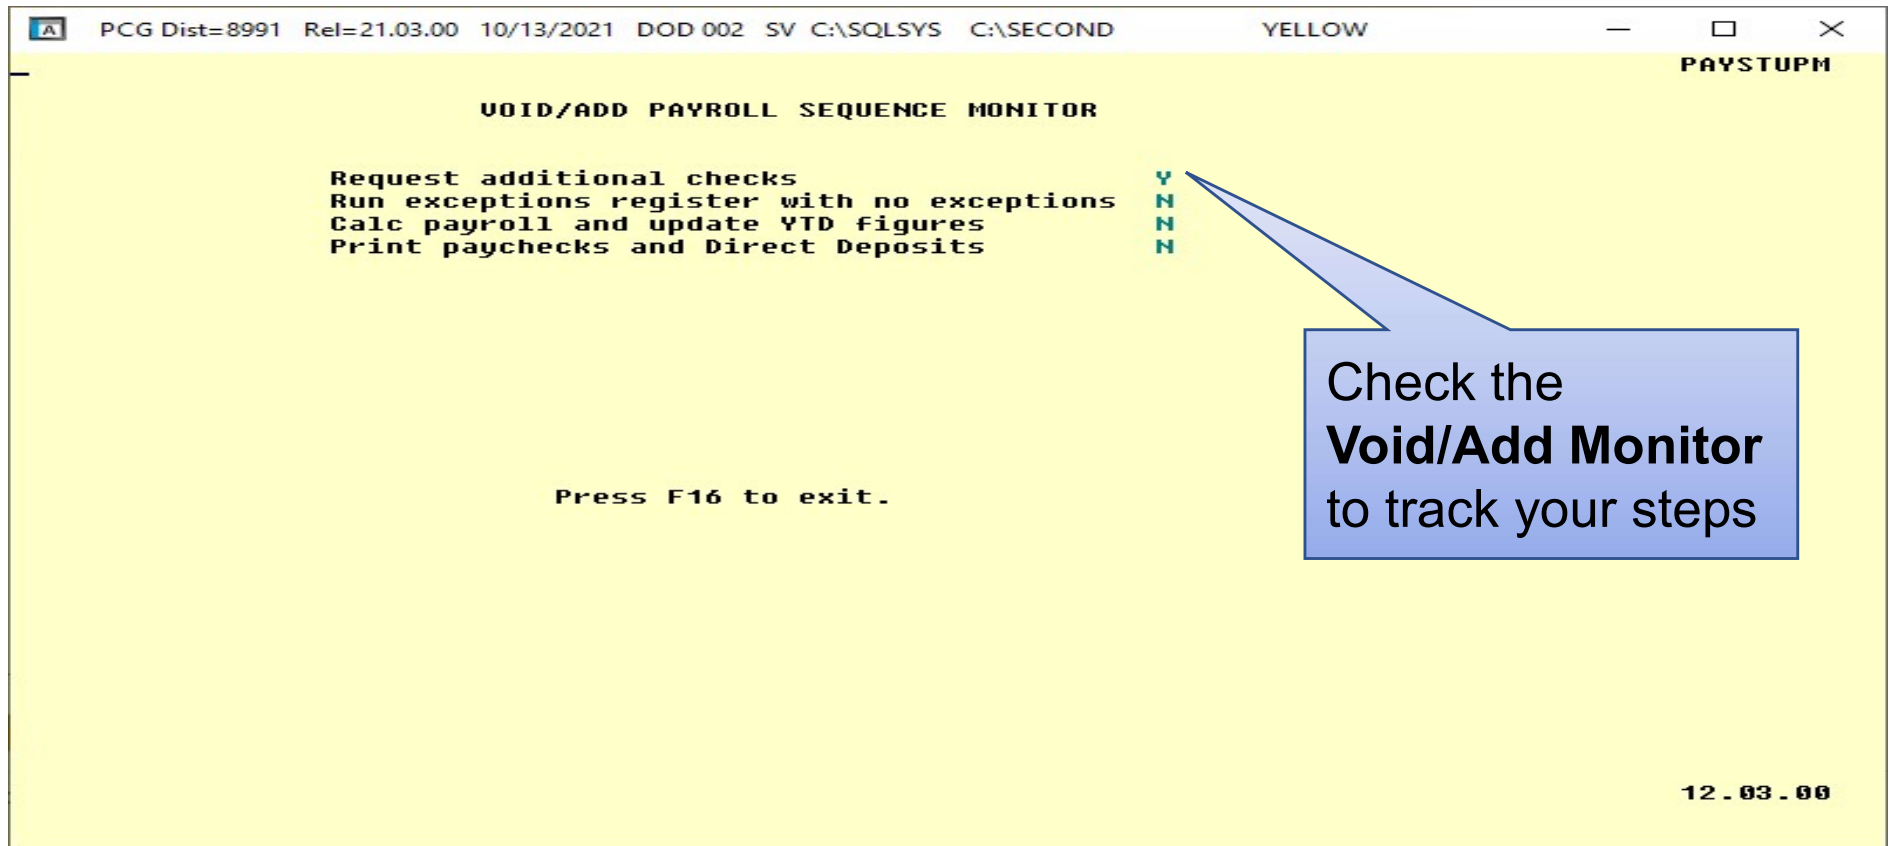 PCG Dist=8991 Rel=21.03.00 10/13/2021 DOD 002 SV C:\SQLSYS C:\SECOND YELLOW
PAYSTUPM
VOID/ADD PAYROLL SEQUENCE MONITOR
Request additional checks Y
Run exceptions register with no exceptions N
Calc payroll and update YTD figures N
Print paychecks and Direct Deposits N
Check the
Void/Add Monitor
to track your steps
Press F16 to exit.
12.03.00